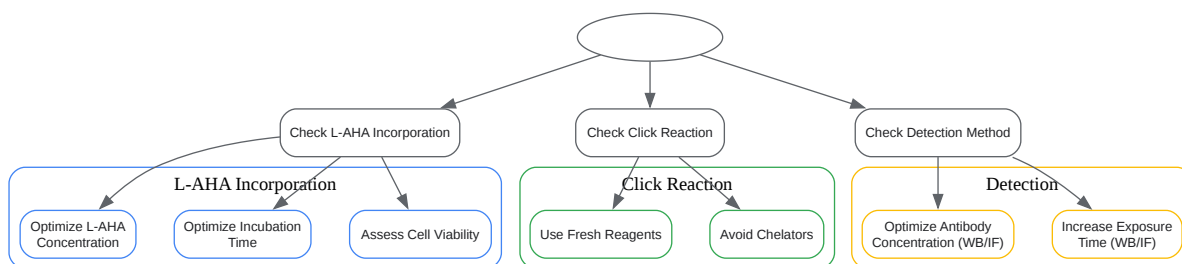 Check L-AHA Incorporation
Check Click Reaction
Check Detection Method
L-AHA Incorporation
Click Reaction
Detection
Optimize L-AHA
Concentration
Optimize Incubation
Time
Assess Cell Viability
Use Fresh Reagents
Avoid Chelators
Optimize Antibody
Concentration (WB/IF)
Increase Exposure
Time (WB/IF)